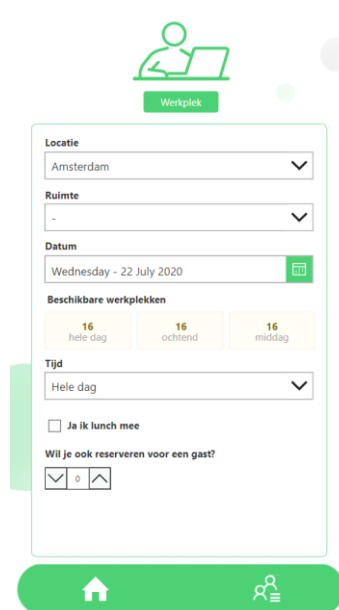 Werkplek
Locatie
Amsterdam
Ruimte
-
Datum
Wednesday - 22 July 2020
Beschikbare werkplekken
16 16 16
hele dag ochtend middag
Tijd
Hele dag
Ja ik lunch mee
Wil je ook reserveren voor een gast?
0